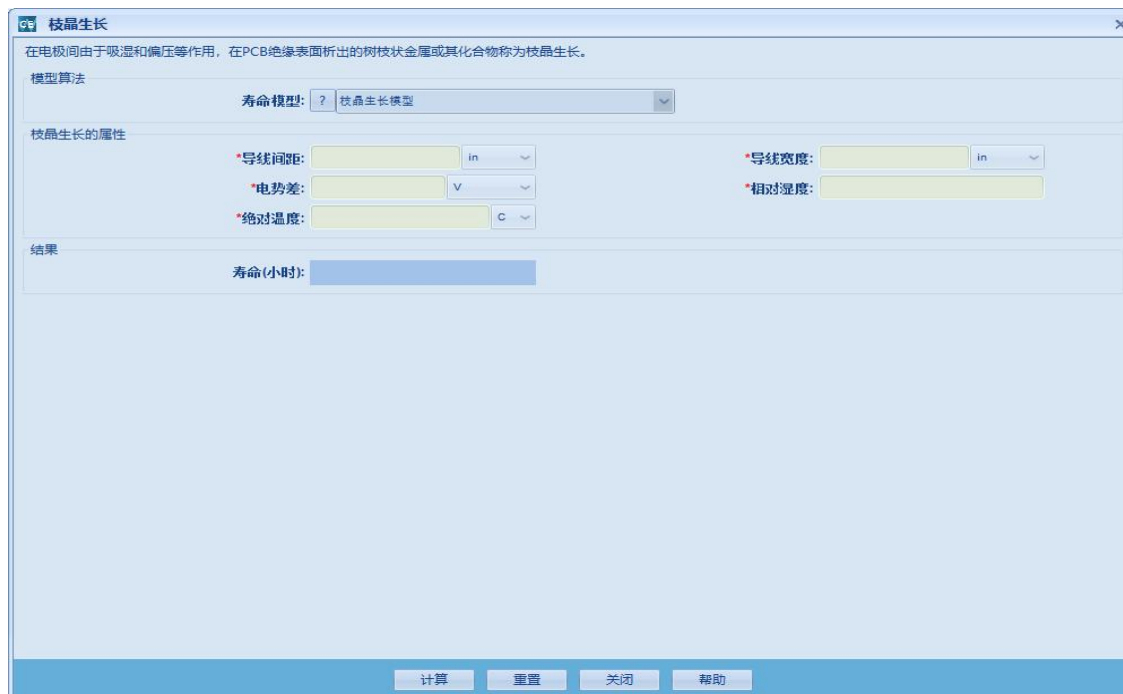 CE 枝晶生长
在电极间由于吸湿和偏压等作用，在PCB绝缘表面析出的树枝状金属或其化合物称为枝晶生长。
模型算法
寿命模型: ? 枝晶生长模型
枝晶生长的属性
*导线间距: in *导线宽度: in
*电势差: V *相对湿度:
*绝对温度: C
结果
寿命(小时):
计算 重置 关闭 帮助